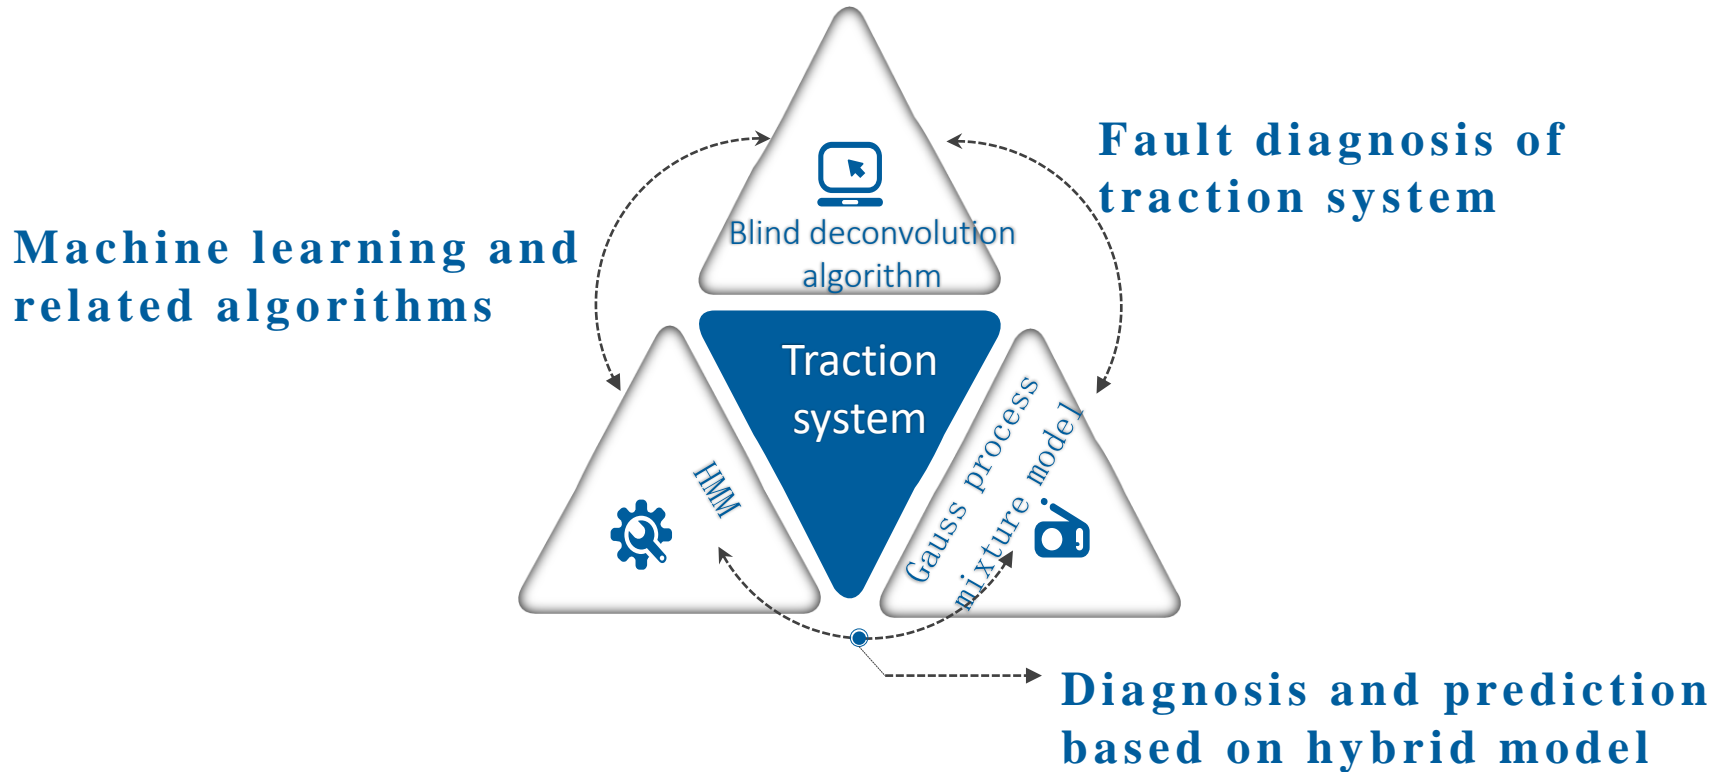 Fault diagnosis of
traction system
Machine learning and
related algorithms
Blind deconvolution
algorithm
Traction
system
HMM
Gauss process
mixture model
Diagnosis and prediction
based on hybrid model